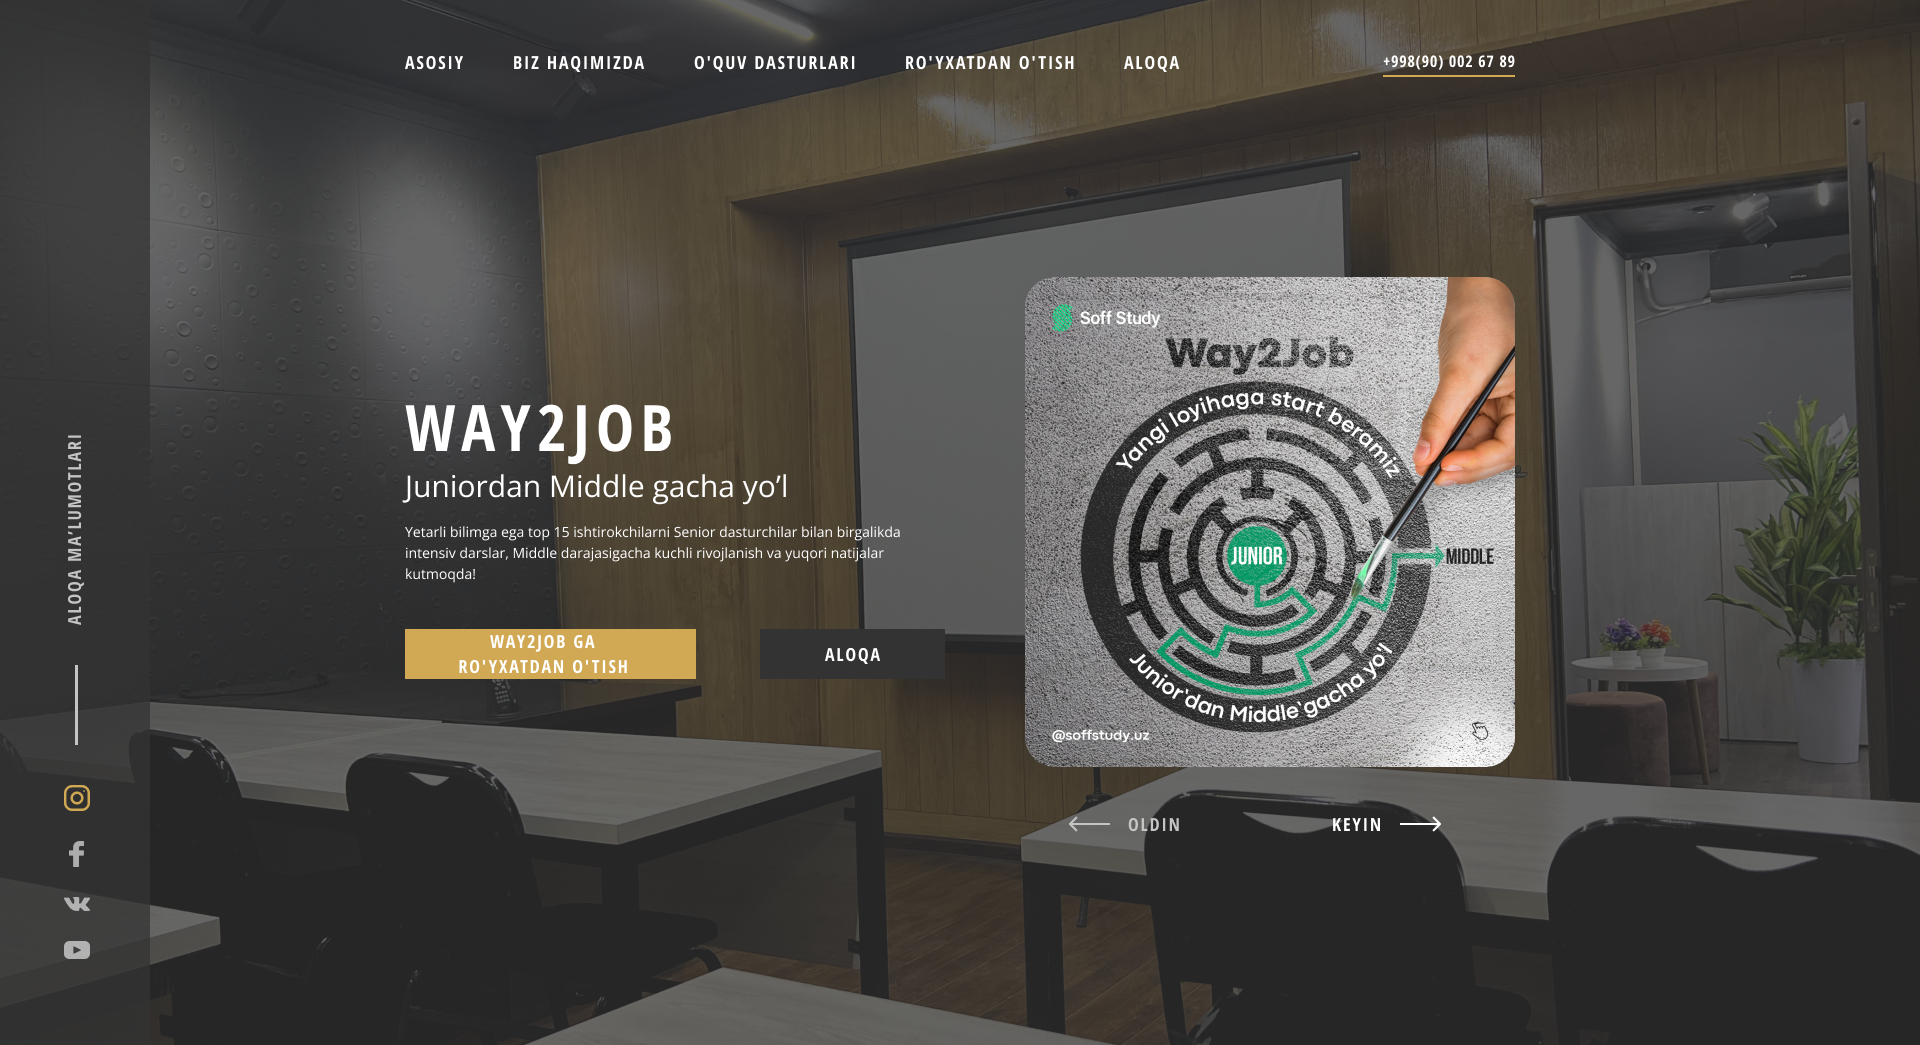 ASOSIY
BIZ HAQIMIZDA
O'QUV DASTURLARI
RO'YXATDAN O'TISH
ALOQA
+998(90) 002 67 89
ALOQA MA'LUMOTLARI
WAY2JOB
Juniordan Middle gacha yo’l
Yetarli bilimga ega top 15 ishtirokchilarni Senior dasturchilar bilan birgalikda
intensiv darslar, Middle darajasigacha kuchli rivojlanish va yuqori natijalar
kutmoqda!
WAY2JOB GA
RO'YXATDAN O'TISH
ALOQA
Soff Study
Way2Job
Yangi loyihaga start beramiz
JUNIOR
MIDDLE
Junior'dan Middle'gacha yo'l
@soffstudy.uz
OLDIN
KEYIN